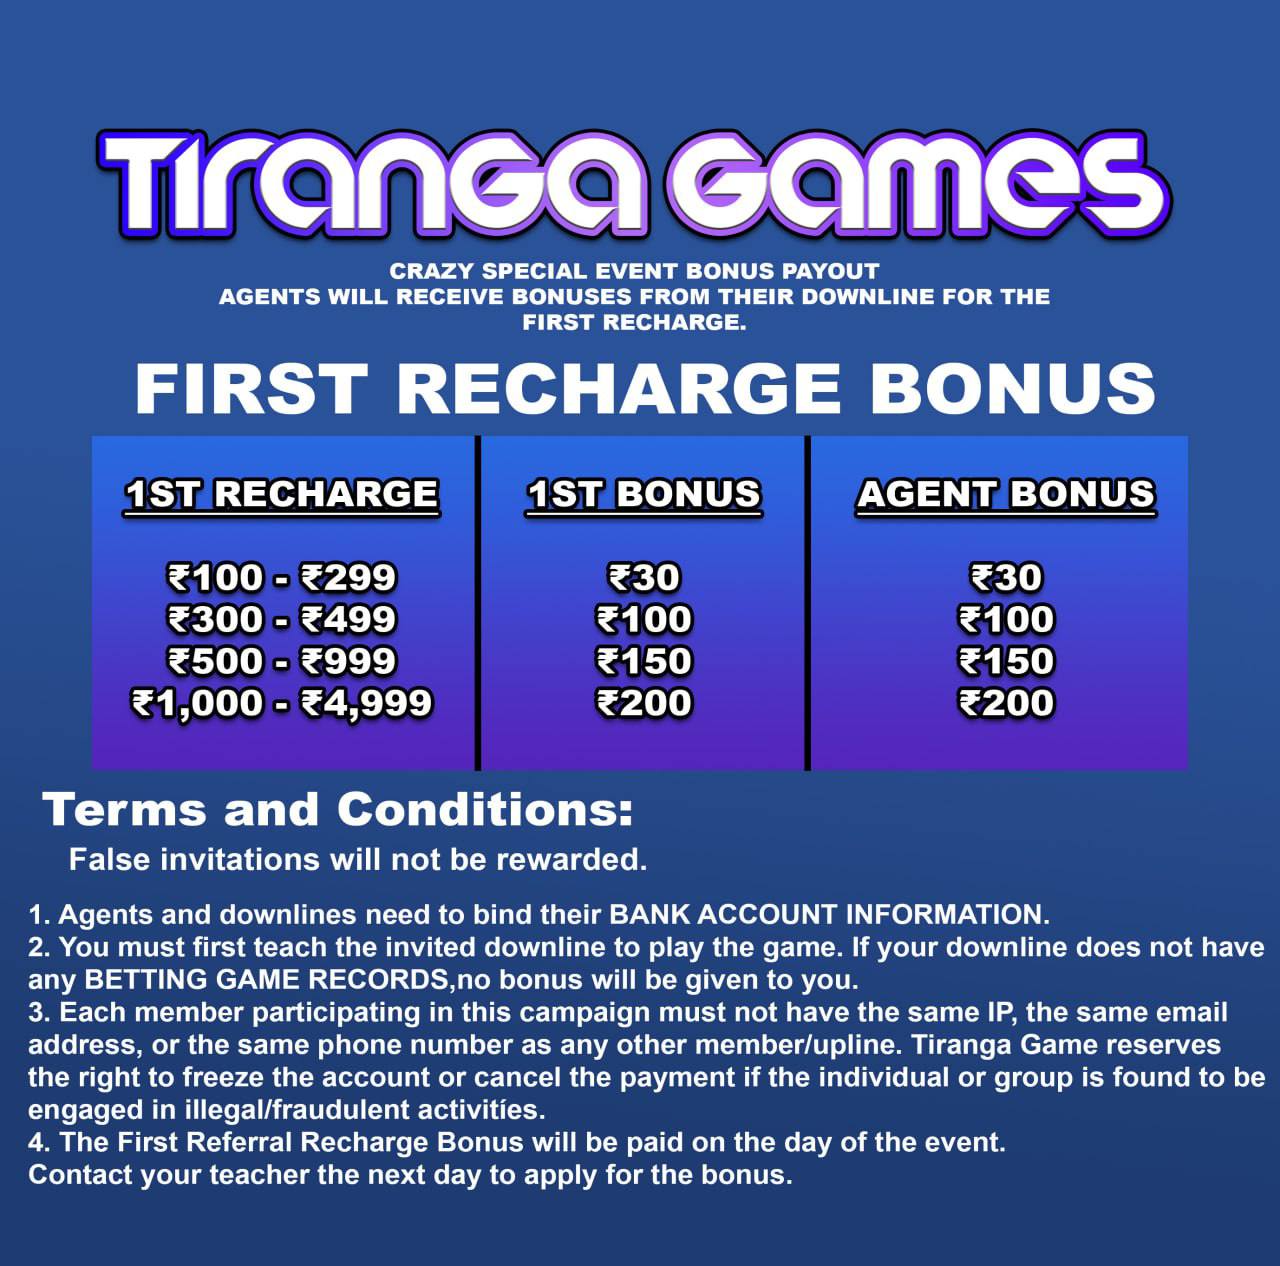 Tiranga Games
CRAZY SPECIAL EVENT BONUS PAYOUT
AGENTS WILL RECEIVE BONUSES FROM THEIR DOWNLINE FOR THE
FIRST RECHARGE.
FIRST RECHARGE BONUS
1ST RECHARGE 1ST BONUS AGENT BONUS
₹100 - ₹299 ₹30 ₹30
₹300 - ₹499 ₹100 ₹100
₹500 - ₹999 ₹150 ₹150
₹1,000 - ₹4,999 ₹200 ₹200
Terms and Conditions:
False invitations will not be rewarded.
1. Agents and downlines need to bind their BANK ACCOUNT INFORMATION.
2. You must first teach the invited downline to play the game. If your downline does not have
any BETTING GAME RECORDS,no bonus will be given to you.
3. Each member participating in this campaign must not have the same IP, the same email
address, or the same phone number as any other member/upline. Tiranga Game reserves
the right to freeze the account or cancel the payment if the individual or group is found to be
engaged in illegal/fraudulent activitíes.
4. The First Referral Recharge Bonus will be paid on the day of the event.
Contact your teacher the next day to apply for the bonus.